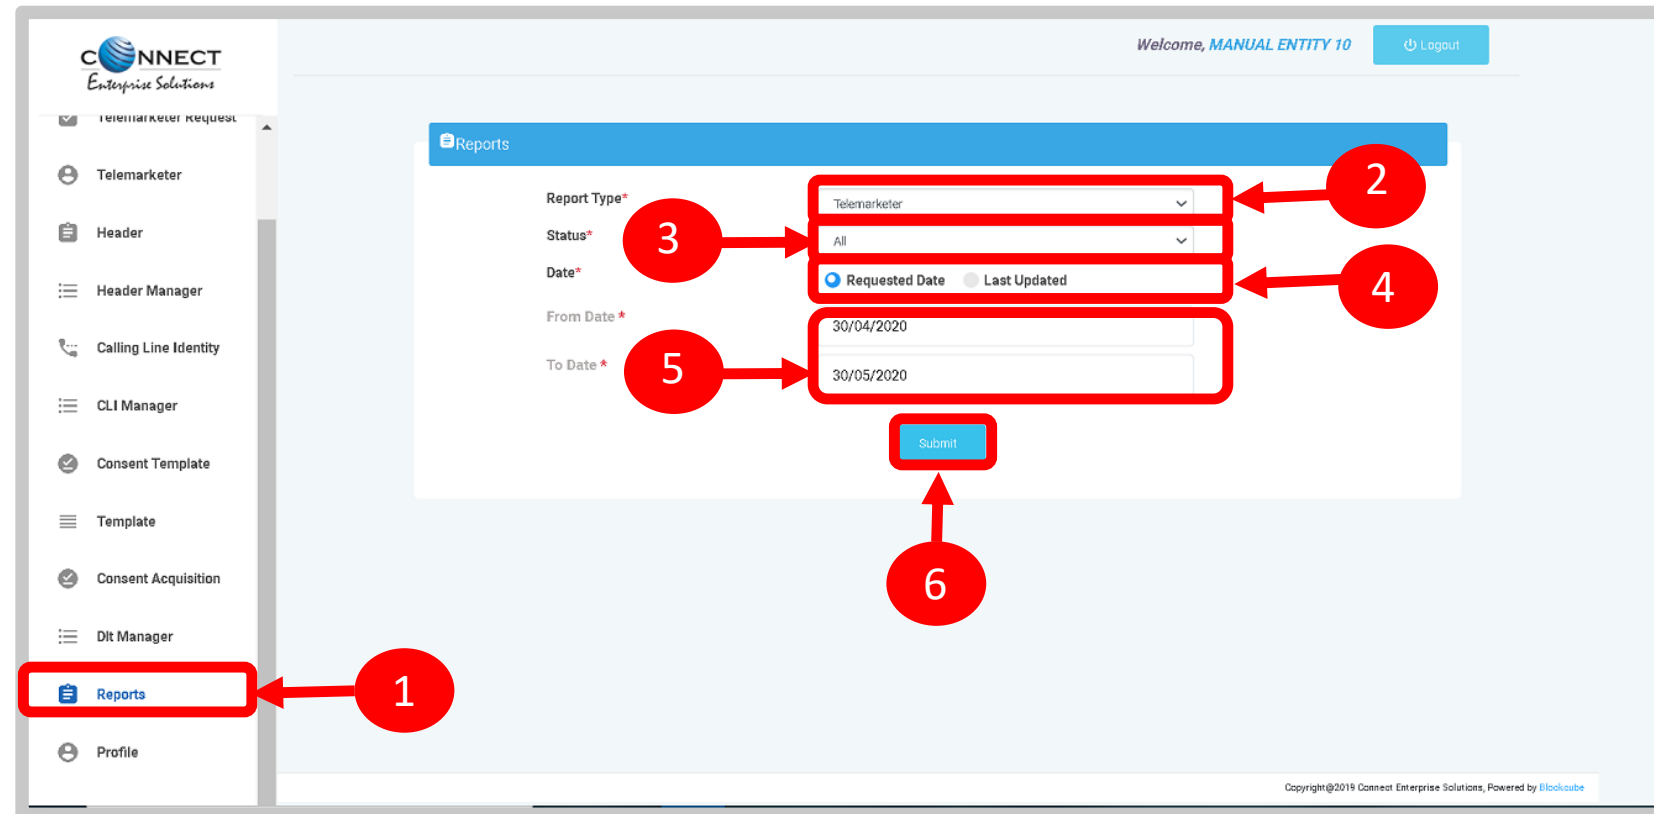 CONNECT
Enterprise Solutions
Welcome, MANUAL ENTITY 10
Logout
Telemarketer Request
Telemarketer
Header
Header Manager
Calling Line Identity
CLI Manager
Consent Template
Template
Consent Acquisition
Dlt Manager
Reports
Profile
Reports
Report Type*
Telemarketer
2
Status*
All
3
Date*
Requested Date
Last Updated
4
From Date *
30/04/2020
To Date *
30/05/2020
5
Submit
6
1
Copyright@2019 Connect Enterprise Solutions, Powered by Blockcube